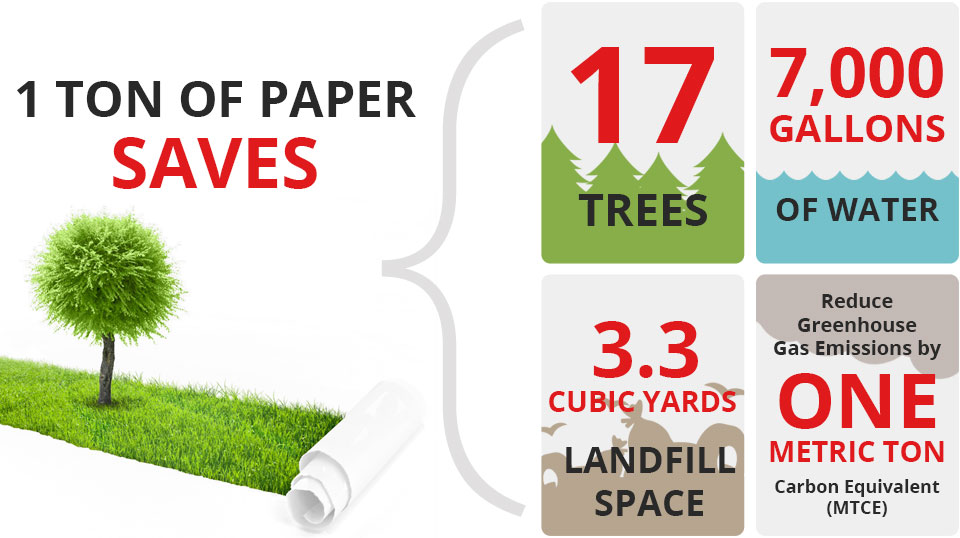 1 TON OF PAPER
SAVES
17
TREES
7,000
GALLONS
OF WATER
3.3
CUBIC YARDS
LANDFILL
SPACE
Reduce
Greenhouse
Gas Emissions by
ONE
METRIC TON
Carbon Equivalent
(MTCE)